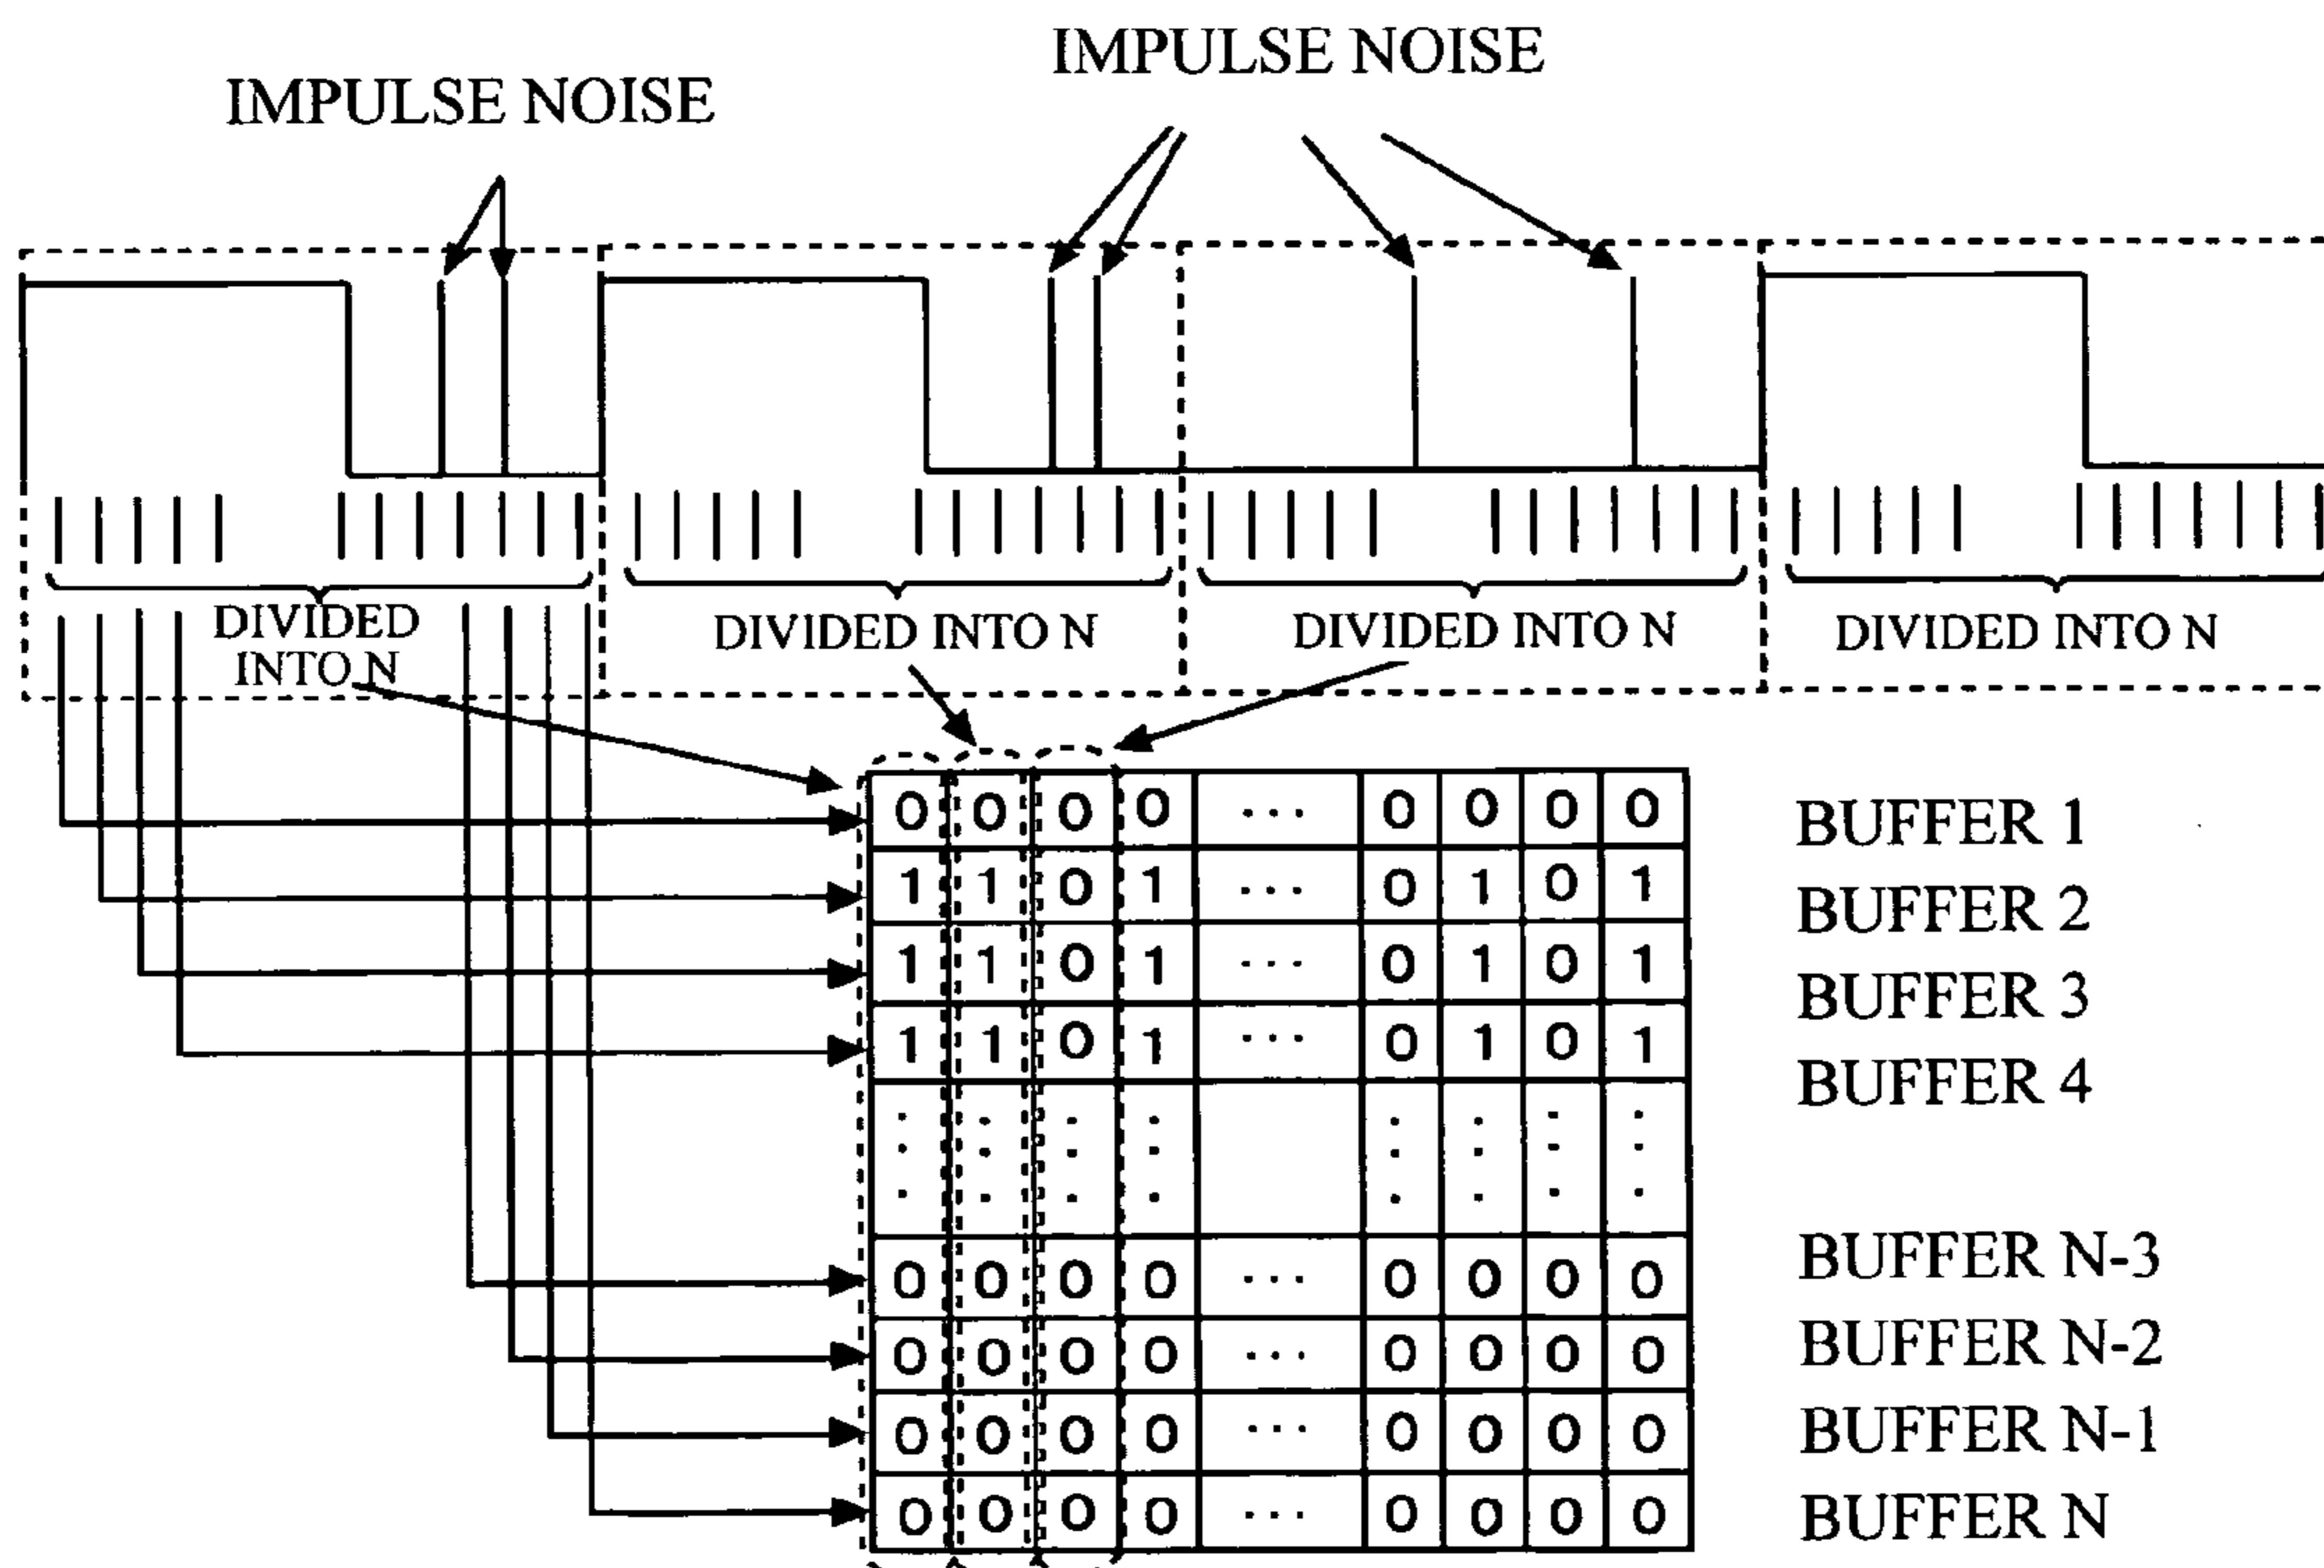 IMPULSE NOISE
IMPULSE NOISE
DIVIDED
INTO N
DIVIDED INTO N
DIVIDED INTO N
DIVIDED INTO N
0 0 0 0 ... 0 0 0 0 BUFFER 1
1 1 0 1 ... 0 1 0 1 BUFFER 2
1 1 0 1 ... 0 1 0 1 BUFFER 3
1 1 0 1 ... 0 1 0 1 BUFFER 4
0 0 0 0 ... 0 0 0 0 BUFFER N-3
0 0 0 0 ... 0 0 0 0 BUFFER N-2
0 0 0 0 ... 0 0 0 0 BUFFER N-1
0 0 0 0 ... 0 0 0 0 BUFFER N